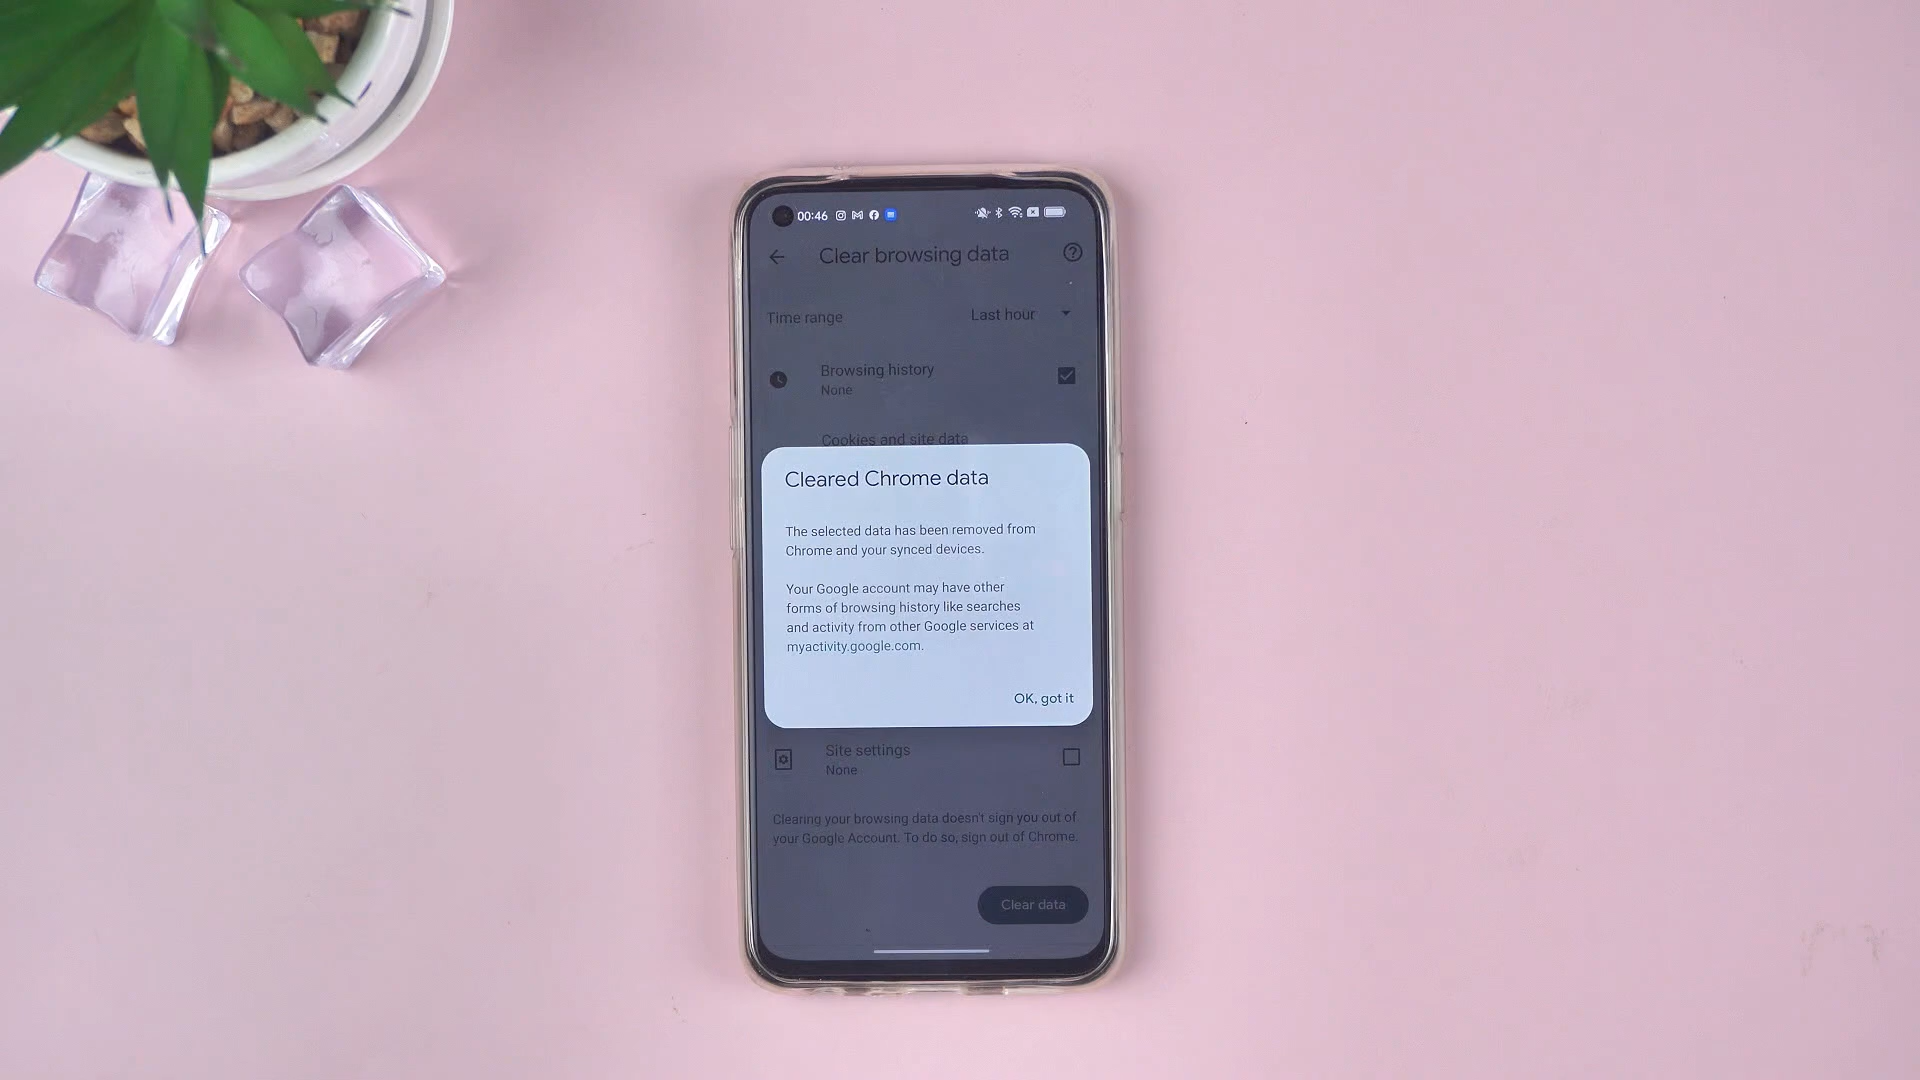 00:46
Clear browsing data
Time range
Last hour
Browsing history
None
Cookies and site data
Cleared Chrome data
The selected data has been removed from
Chrome and your synced devices.
Your Google account may have other
forms of browsing history like searches
and activity from other Google services at
myactivity.google.com.
OK, got it
Site settings
None
Clearing your browsing data doesn't sign you out of
your Google Account. To do so, sign out of Chrome.
Clear data